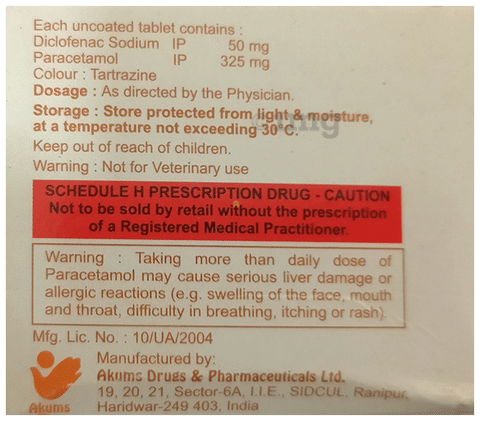 Each uncoated tablet contains :
Diclofenac Sodium IP : 50 mg
Paracetamol IP 325 mg
Colour : Tartrazine
Dosage : As directed by the Physician.
Storage : Store protected from light & moisture,
at a temperature not exceeding 30°C.
Keep out of reach of children.
Warning : Not for Veterinary use
SCHEDULE H PRESCRIPTION DRUG - CAUTION
Not to be sold by retail without the prescription
of a Registered Medical Practitioner.
Warning : Taking more than daily dose of
Paracetamol may cause serious liver damage or
allergic reactions (e.g. swelling of the face, mouth
and throat, difficulty in breathing, itching or rash).
Mfg. Lic. No. : 10/UA/2004
Manufactured by:
Akums Drugs & Pharmaceuticals Ltd.
19, 20, 21, Sector-6A, I.I.E., SIDCUL, Ranipur,
Haridwar-249 403, India
Akums